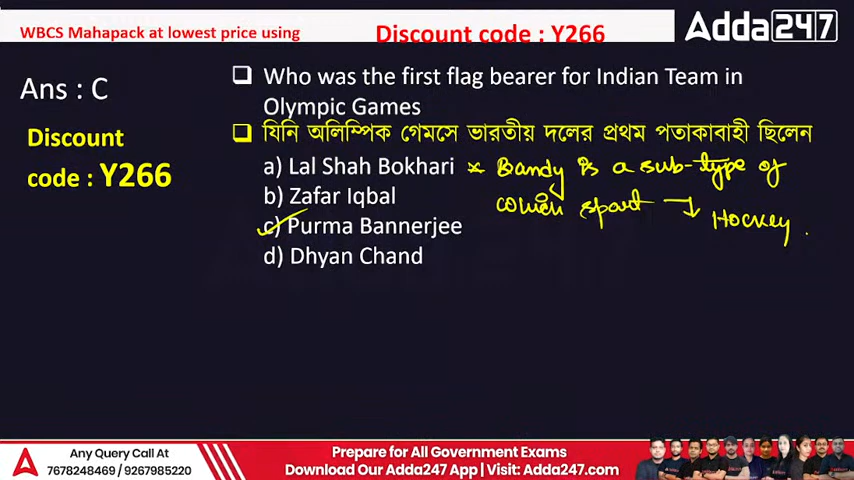 WBCS Mahapack at lowest price using
Discount code : Y266
Adda247
Ans : C
Discount
code : Y266
Who was the first flag bearer for Indian Team in
Olympic Games
যিনি অলিম্পিক গেমসে ভারতীয় দলের প্রথম পতাকাবাহী ছিলেন
a) Lal Shah Bokhari
b) Zafar Iqbal
c) Purma Bannerjee
d) Dhyan Chand
* Bandy is a sub-type of
which sport → Hockey.
Any Query Call At
7678248469 / 9267985220
Prepare for All Government Exams
Download Our Adda247 App | Visit: Adda247.com